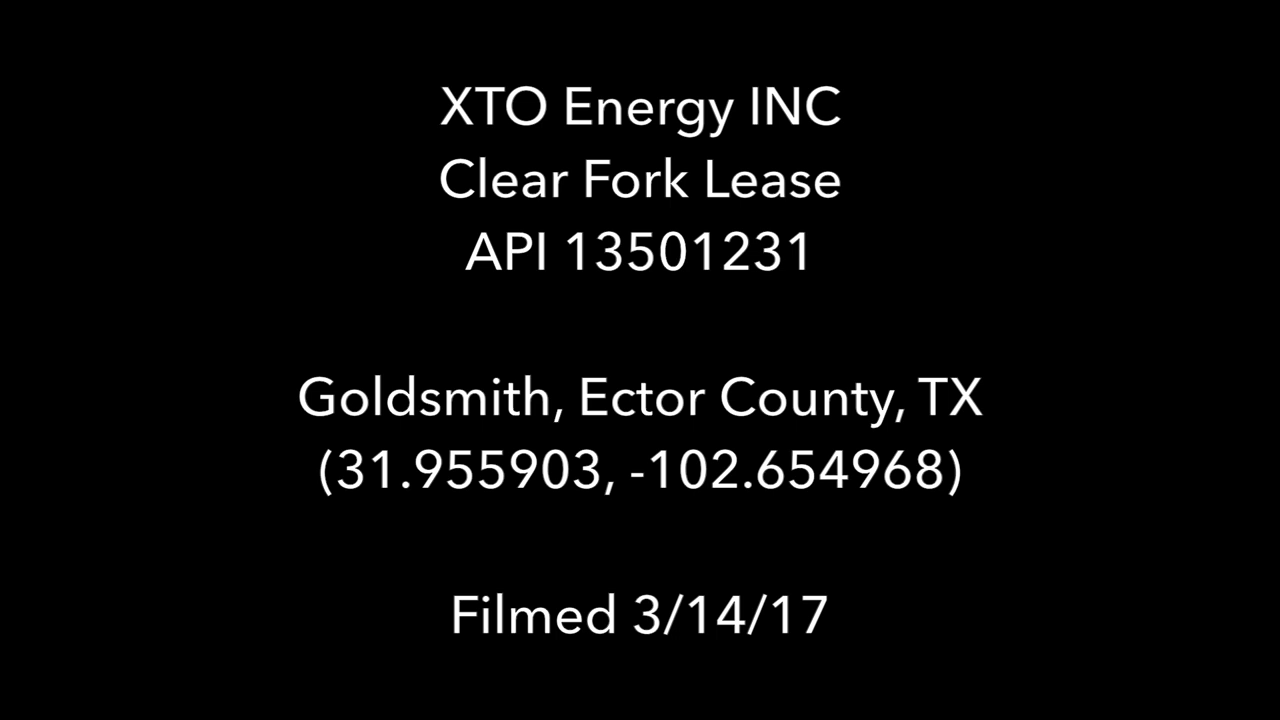 XTO Energy INC
Clear Fork Lease
API 13501231
Goldsmith, Ector County, TX
(31.955903, -102.654968)
Filmed 3/14/17